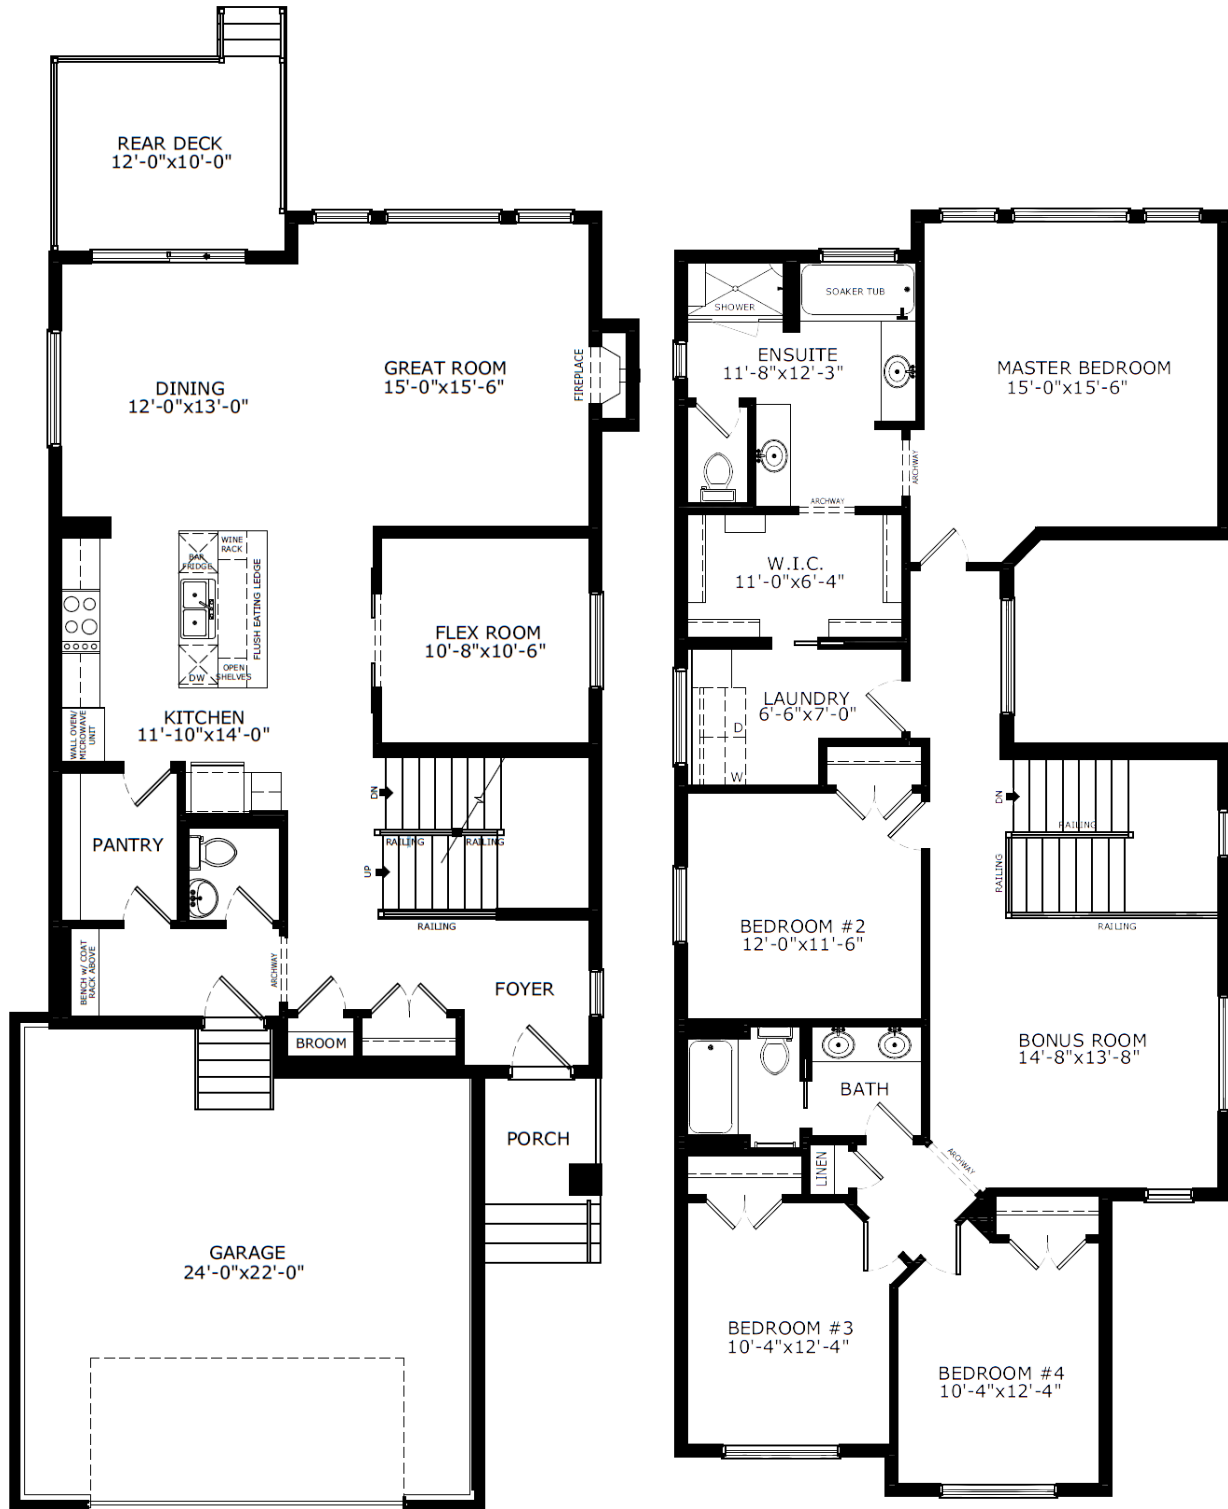 REAR DECK
12'-0"x10'-0"
GREAT ROOM
15'-0"x15'-6"
FIREPLACE
DINING
12'-0"x13'-0"
BAR
FRIDGE
WINE
RACK
FLUSH EATING LEDGE
DW
OPEN
SHELVES
FLEX ROOM
10'-8"x10'-6"
KITCHEN
11'-10"x14'-0"
WALL OVEN/
MICROWAVE
UNIT
PANTRY
DN
RAILING
RAILING
UP
RAILING
BENCH w/ COAT
RACK ABOVE
ARCHWAY
FOYER
BROOM
PORCH
GARAGE
24'-0"x22'-0"
SHOWER
SOAKER TUB
ENSUITE
11'-8"x12'-3"
MASTER BEDROOM
15'-0"x15'-6"
ARCHWAY
ARCHWAY
W.I.C.
11'-0"x6'-4"
LAUNDRY
6'-6"x7'-0"
D
W
DN
RAILING
RAILING
RAILING
BEDROOM #2
12'-0"x11'-6"
BONUS ROOM
14'-8"x13'-8"
BATH
LINEN
ARCHWAY
BEDROOM #3
10'-4"x12'-4"
BEDROOM #4
10'-4"x12'-4"